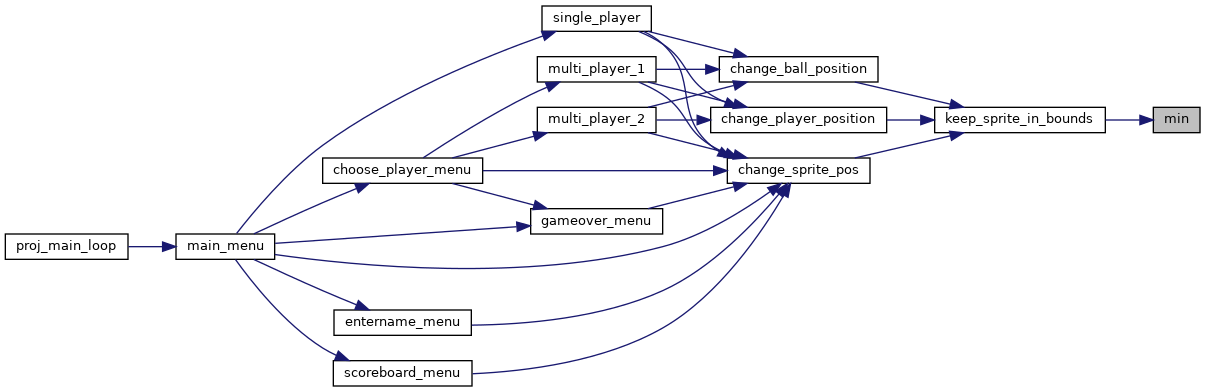 single_player
multi_player_1
change_ball_position
multi_player_2
change_player_position
keep_sprite_in_bounds
min
choose_player_menu
change_sprite_pos
gameover_menu
proj_main_loop
main_menu
entername_menu
scoreboard_menu